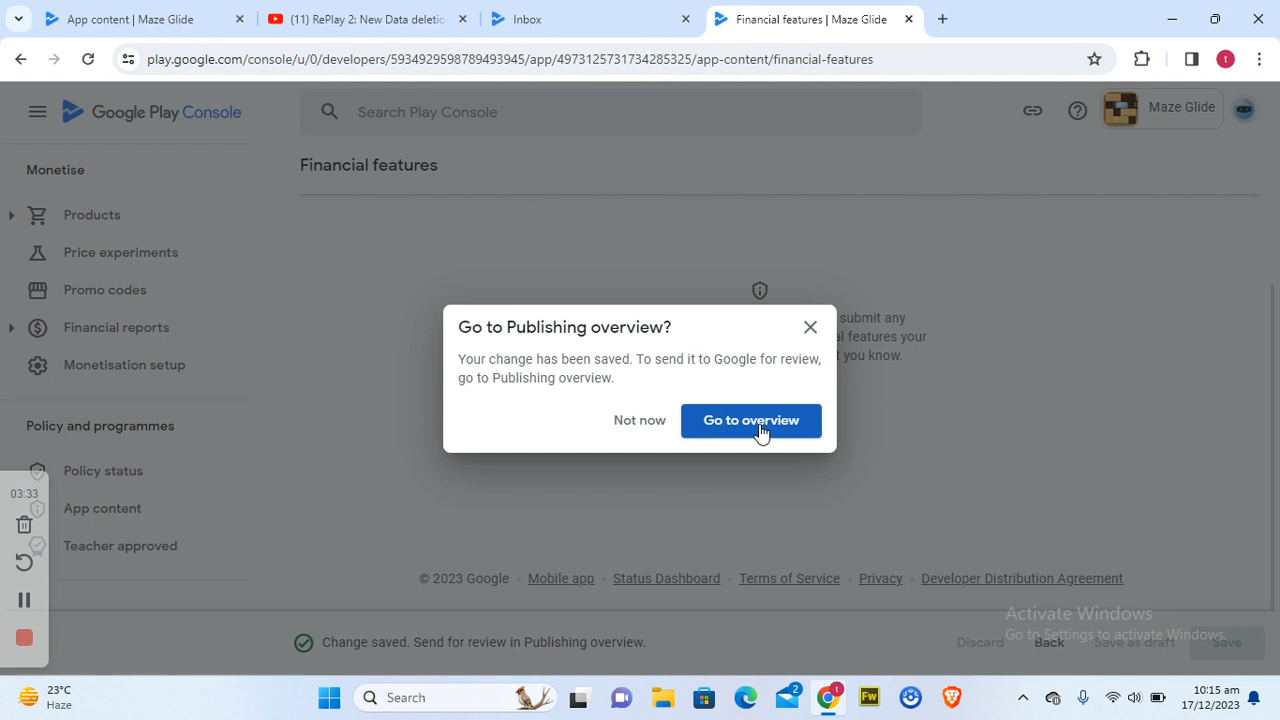 App content | Maze Glide
(11) RePlay 2: New Data deletio
Inbox
Financial features | Maze Glide
play.google.com/console/u/0/developers/5934929598789493945/app/4973125731734285325/app-content/financial-features
t
Google Play Console
Search Play Console
Maze Glide
Monetise
Financial features
Products
Price experiments
Promo codes
submit any
Financial reports
al features your
t you know.
Monetisation setup
Go to Publishing overview?
Your change has been saved. To send it to Google for review,
go to Publishing overview.
Not now
Go to overview
Policy and programmes
Policy status
03:33
App content
Teacher approved
© 2023 Google
Mobile app
Status Dashboard
Terms of Service
Privacy
Developer Distribution Agreement
Activate Windows
Go to Settings to activate Windows.
Change saved. Send for review in Publishing overview.
Discard
Back
Save as draft
Save
23°C
Haze
Search
2
t
Fw
10:15 am
17/12/2023